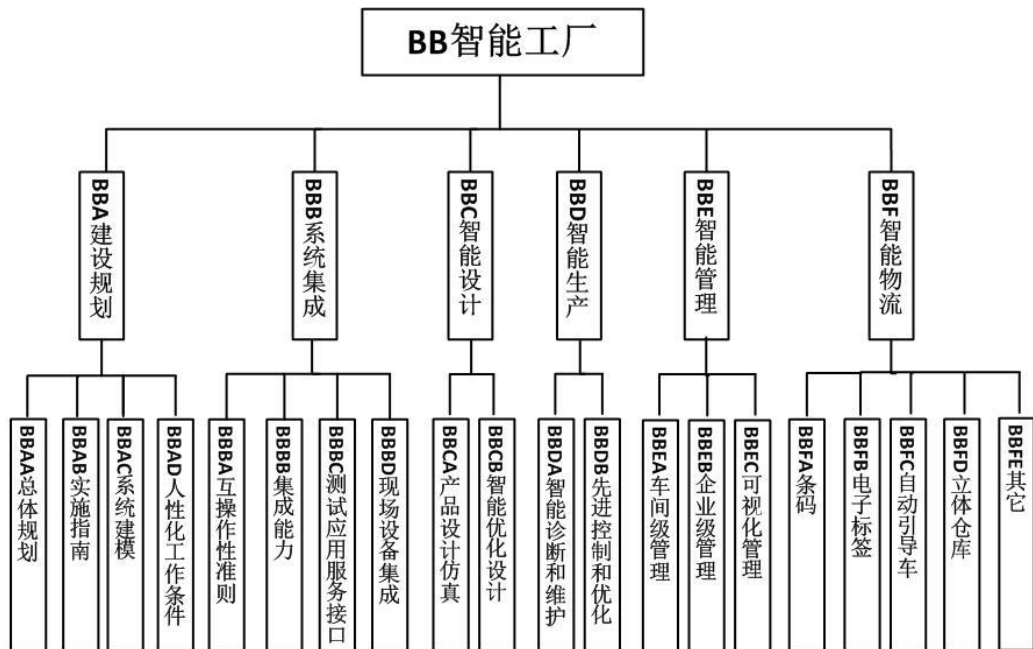 BB智能工厂
BBA建设规划
BBB系统集成
BBC智能设计
BBD智能生产
BBE智能管理
BBF智能物流
BBAA总体规划
BBAB实施指南
BBAC系统建模
BBAD人性化工作条件
BBBA互操作性准则
BBBB集成能力
BBBC测试应用服务接口
BBBD现场设备集成
BBCA产品设计仿真
BBCB智能优化设计
BBDA智能诊断和维护
BBDB先进控制和优化
BBEA车间级管理
BBEB企业级管理
BBEC可视化管理
BBFA条码
BBFB电子标签
BBFC自动引导车
BBFD立体仓库
BBFE其它